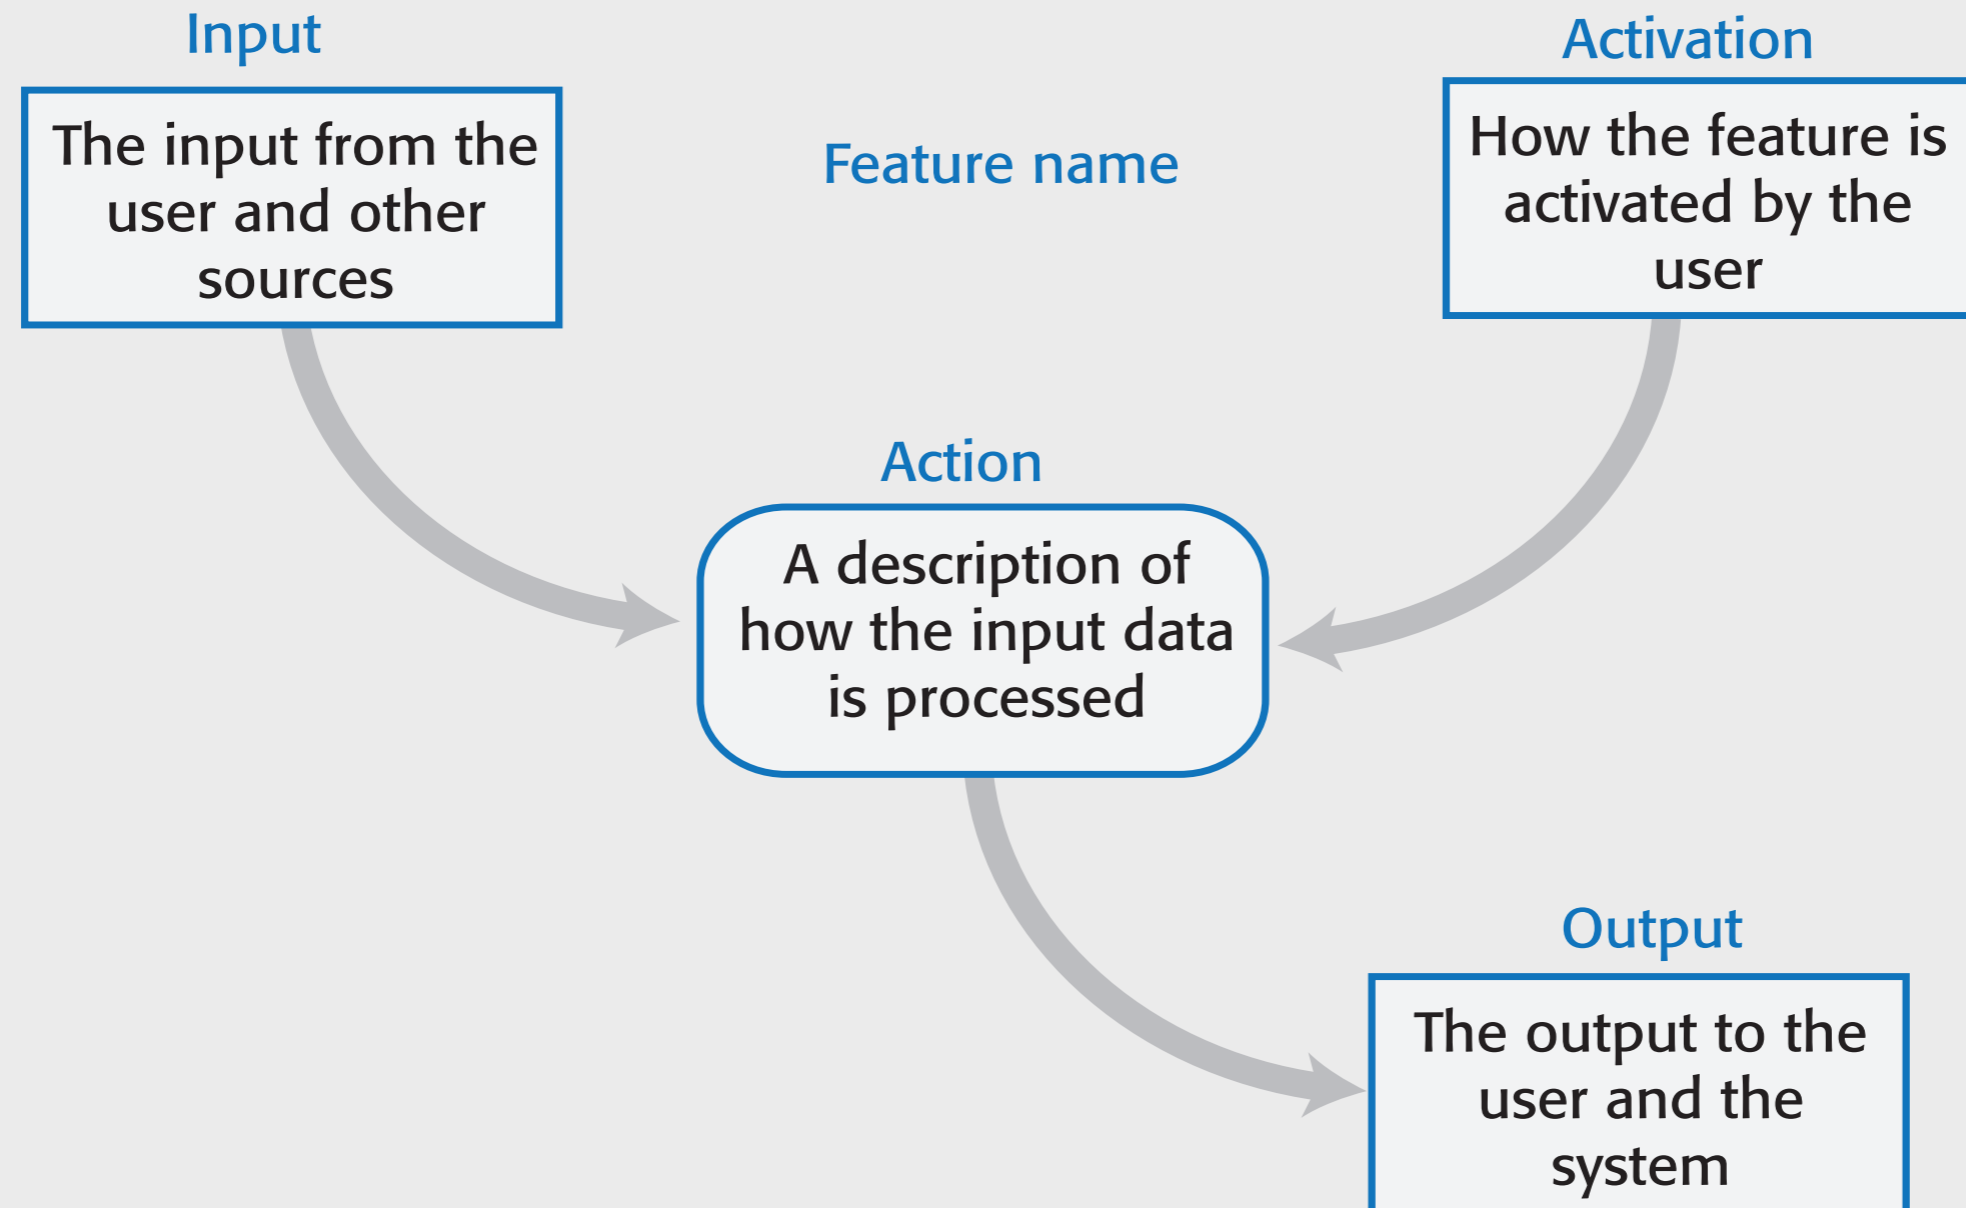 Input
The input from the
user and other
sources
Feature name
Activation
How the feature is
activated by the
user
Action
A description of
how the input data
is processed
Output
The output to the
user and the
system